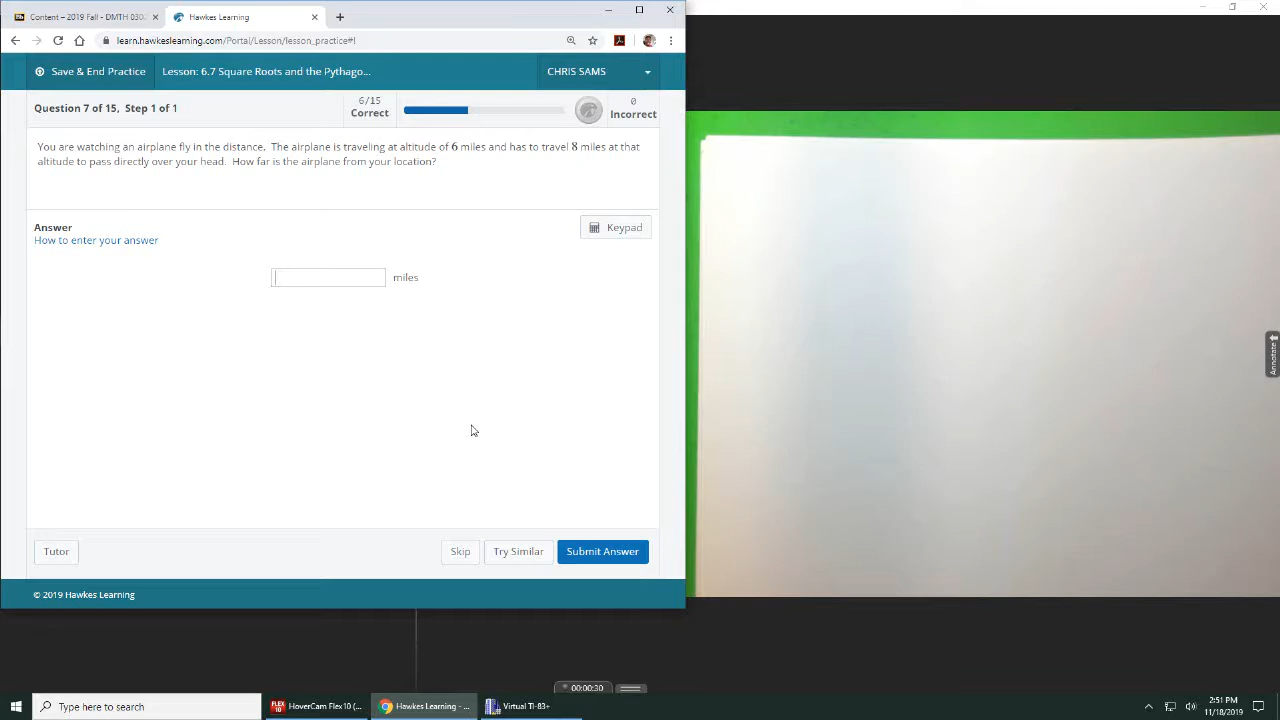 Content – 2019 Fall - DMTH 030
Hawkes Learning
learn.hawkeslearning.com/Portal/Lesson/lesson_practice#!
Save & End Practice
Lesson: 6.7 Square Roots and the Pythago...
CHRIS SAMS
Question 7 of 15, Step 1 of 1
6/15
Correct
0
Incorrect
You are watching an airplane fly in the distance. The airplane is traveling at altitude of 6 miles and has to travel 8 miles at that
altitude to pass directly over your head. How far is the airplane from your location?
Answer
How to enter your answer
Keypad
miles
Annotate
Tutor
Skip
Try Similar
Submit Answer
© 2019 Hawkes Learning
00:00:30
Type here to search
FLEX 10
HoverCam Flex10 (...
Hawkes Learning - ...
Virtual TI-83+
2:51 PM
11/18/2019